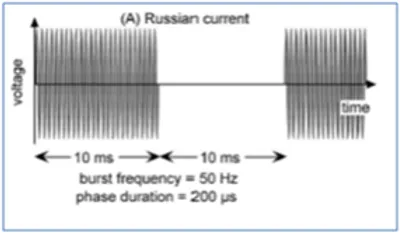 (A) Russian current
voltage
time
10 ms 10 ms
burst frequency = 50 Hz
phase duration = 200 µs